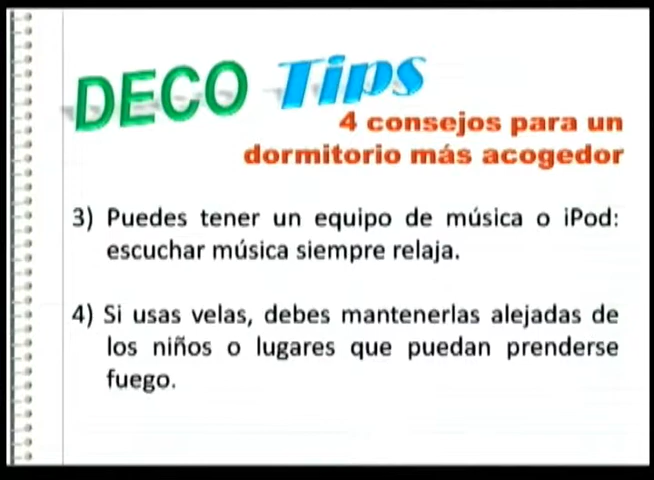 DECO Tips
4 consejos para un
dormitorio más acogedor
3) Puedes tener un equipo de música o iPod:
escuchar música siempre relaja.
4) Si usas velas, debes mantenerlas alejadas de
los niños o lugares que puedan prenderse
fuego.